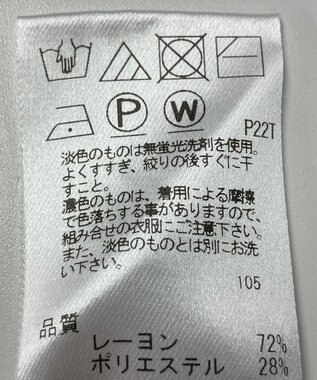 P W
P22T
淡色のものは無蛍光洗剤を使用。
よくすすぎ、絞りの後すぐに干
すこと。
濃色のものは、着用による摩擦
で色落ちする事がありますので、
組み合せの衣服にご注意下さい。
また、淡色のものとは別にお洗
い下さい。
105
品質
レーヨン 72%
ポリエステル 28%